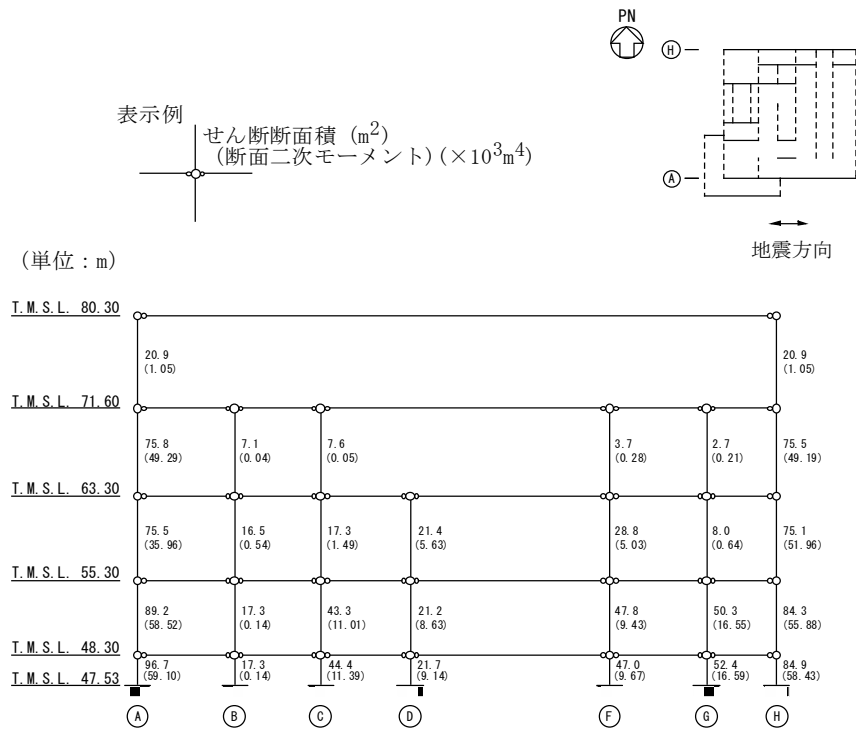 PN
H
A
地震方向
表示例
せん断断面積 (m²)
(断面二次モーメント)(×10³m⁴)
(単位:m)
T.M.S.L. 80.30
20.9 20.9
(1.05) (1.05)
T.M.S.L. 71.60
75.8 7.1 7.6 3.7 2.7 75.5
(49.29) (0.04) (0.05) (0.28) (0.21) (49.19)
T.M.S.L. 63.30
75.5 16.5 17.3 21.4 28.8 8.0 75.1
(35.96) (0.54) (1.49) (5.63) (5.03) (0.64) (51.96)
T.M.S.L. 55.30
89.2 17.3 43.3 21.2 47.8 50.3 84.3
(58.52) (0.14) (11.01) (8.63) (9.43) (16.55) (55.88)
T.M.S.L. 48.30
96.7 17.3 44.4 21.7 47.0 52.4 84.9
(59.10) (0.14) (11.39) (9.14) (9.67) (16.59) (58.43)
T.M.S.L. 47.53
A B C D F G H